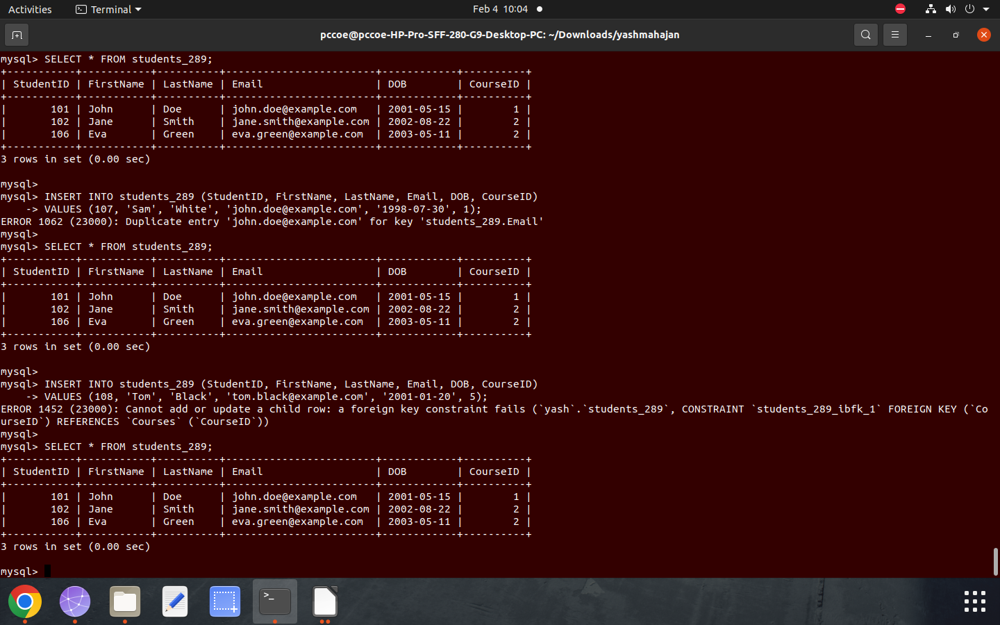 Activities Terminal Feb 4 10:04
pccoe@pccoe-HP-Pro-SFF-280-G9-Desktop-PC: ~/Downloads/yashmahajan
mysql> SELECT * FROM students_289;
+-----------+-----------+----------+------------------------+------------+----------+
| StudentID | FirstName | LastName | Email                  | DOB        | CourseID |
+-----------+-----------+----------+------------------------+------------+----------+
|       101 | John      | Doe      | john.doe@example.com   | 2001-05-15 |        1 |
|       102 | Jane      | Smith    | jane.smith@example.com | 2002-08-22 |        2 |
|       106 | Eva       | Green    | eva.green@example.com  | 2003-05-11 |        2 |
+-----------+-----------+----------+------------------------+------------+----------+
3 rows in set (0.00 sec)
mysql>
mysql> INSERT INTO students_289 (StudentID, FirstName, LastName, Email, DOB, CourseID)
    -> VALUES (107, 'Sam', 'White', 'john.doe@example.com', '1998-07-30', 1);
ERROR 1062 (23000): Duplicate entry 'john.doe@example.com' for key 'students_289.Email'
mysql>
mysql> SELECT * FROM students_289;
+-----------+-----------+----------+------------------------+------------+----------+
| StudentID | FirstName | LastName | Email                  | DOB        | CourseID |
+-----------+-----------+----------+------------------------+------------+----------+
|       101 | John      | Doe      | john.doe@example.com   | 2001-05-15 |        1 |
|       102 | Jane      | Smith    | jane.smith@example.com | 2002-08-22 |        2 |
|       106 | Eva       | Green    | eva.green@example.com  | 2003-05-11 |        2 |
+-----------+-----------+----------+------------------------+------------+----------+
3 rows in set (0.00 sec)
mysql>
mysql> INSERT INTO students_289 (StudentID, FirstName, LastName, Email, DOB, CourseID)
    -> VALUES (108, 'Tom', 'Black', 'tom.black@example.com', '2001-01-20', 5);
ERROR 1452 (23000): Cannot add or update a child row: a foreign key constraint fails (`yash`.`students_289`, CONSTRAINT `students_289_ibfk_1` FOREIGN KEY (`Co
urseID`) REFERENCES `Courses` (`CourseID`))
mysql>
mysql> SELECT * FROM students_289;
+-----------+-----------+----------+------------------------+------------+----------+
| StudentID | FirstName | LastName | Email                  | DOB        | CourseID |
+-----------+-----------+----------+------------------------+------------+----------+
|       101 | John      | Doe      | john.doe@example.com   | 2001-05-15 |        1 |
|       102 | Jane      | Smith    | jane.smith@example.com | 2002-08-22 |        2 |
|       106 | Eva       | Green    | eva.green@example.com  | 2003-05-11 |        2 |
+-----------+-----------+----------+------------------------+------------+----------+
3 rows in set (0.00 sec)
mysql>
>_